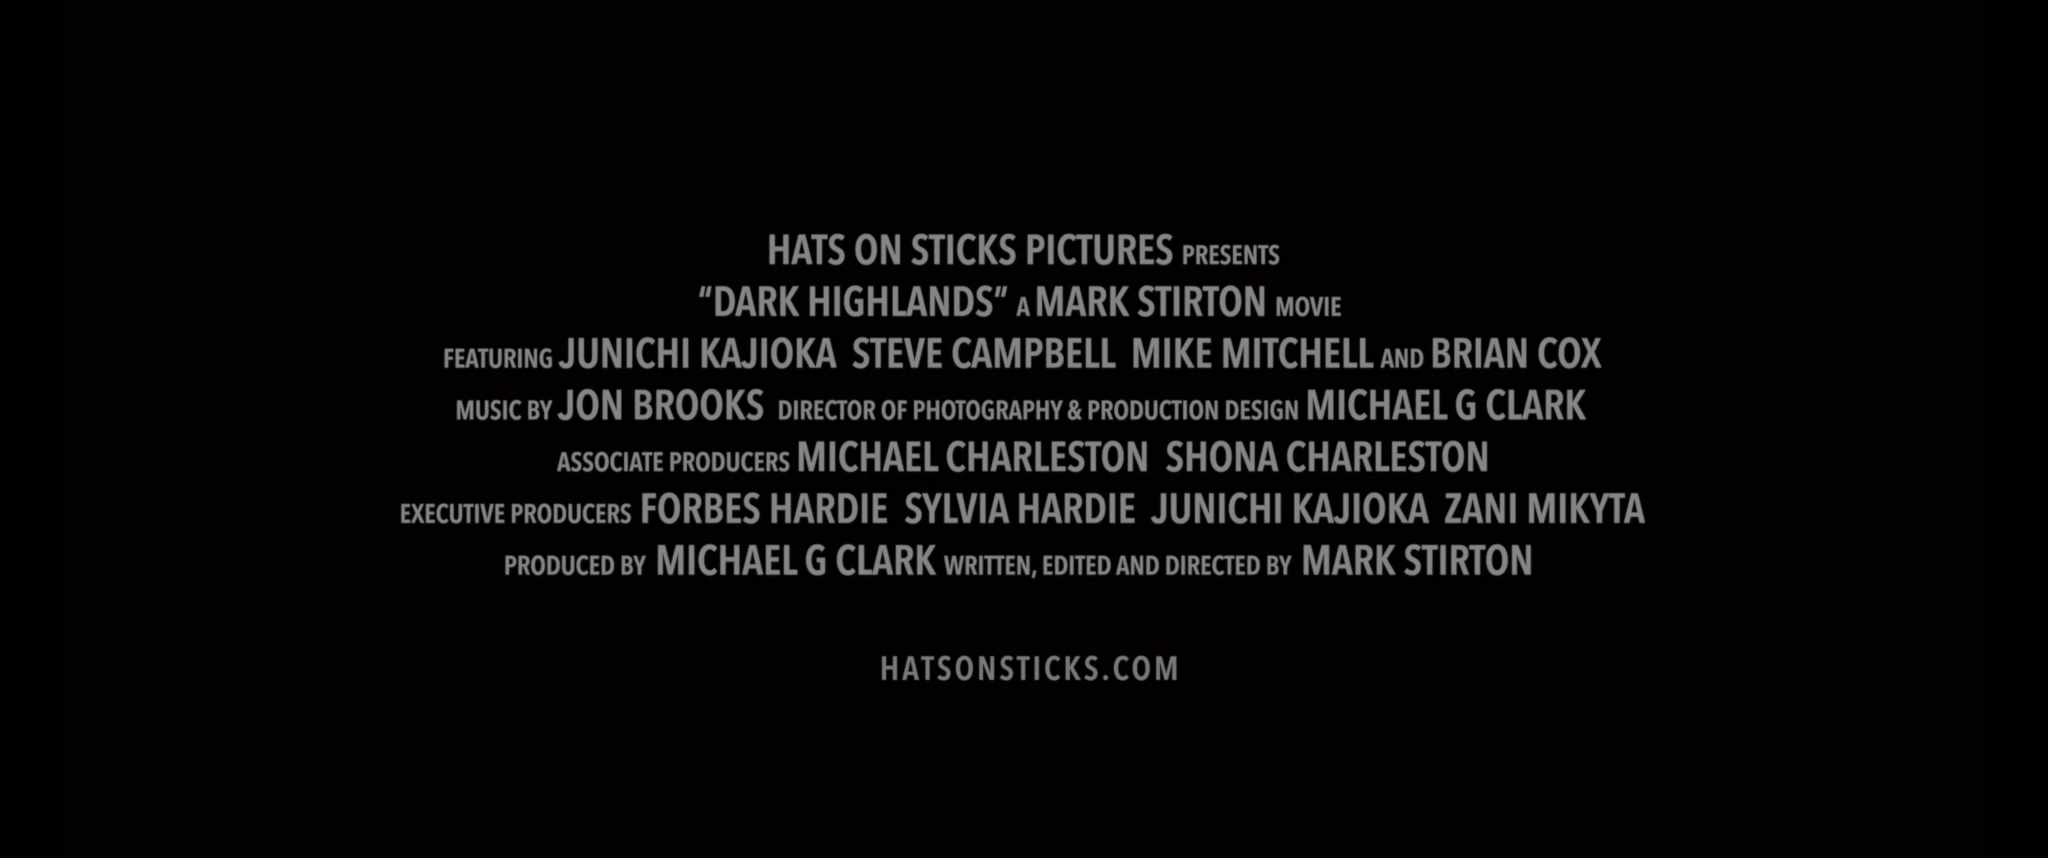 HATS ON STICKS PICTURES PRESENTS
“DARK HIGHLANDS” A MARK STIRTON MOVIE
FEATURING JUNICHI KAJIOKA STEVE CAMPBELL MIKE MITCHELL AND BRIAN COX
MUSIC BY JON BROOKS DIRECTOR OF PHOTOGRAPHY & PRODUCTION DESIGN MICHAEL G CLARK
ASSOCIATE PRODUCERS MICHAEL CHARLESTON SHONA CHARLESTON
EXECUTIVE PRODUCERS FORBES HARDIE SYLVIA HARDIE JUNICHI KAJIOKA ZANI MIKYTA
PRODUCED BY MICHAEL G CLARK WRITTEN, EDITED AND DIRECTED BY MARK STIRTON
HATSONSTICKS.COM